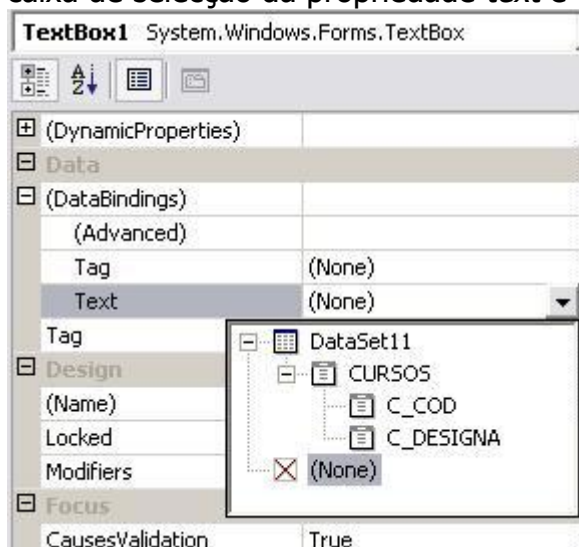 caixa de selecção da propriedade text e
TextBox1 System.Windows.Forms.TextBox
(DynamicProperties)
Data
(DataBindings)
(Advanced)
Tag (None)
Text (None)
Tag
DataSet11
Design
CURSOS
(Name)
C_COD
Locked
C_DESIGNA
Modifiers
(None)
Focus
CausesValidation True